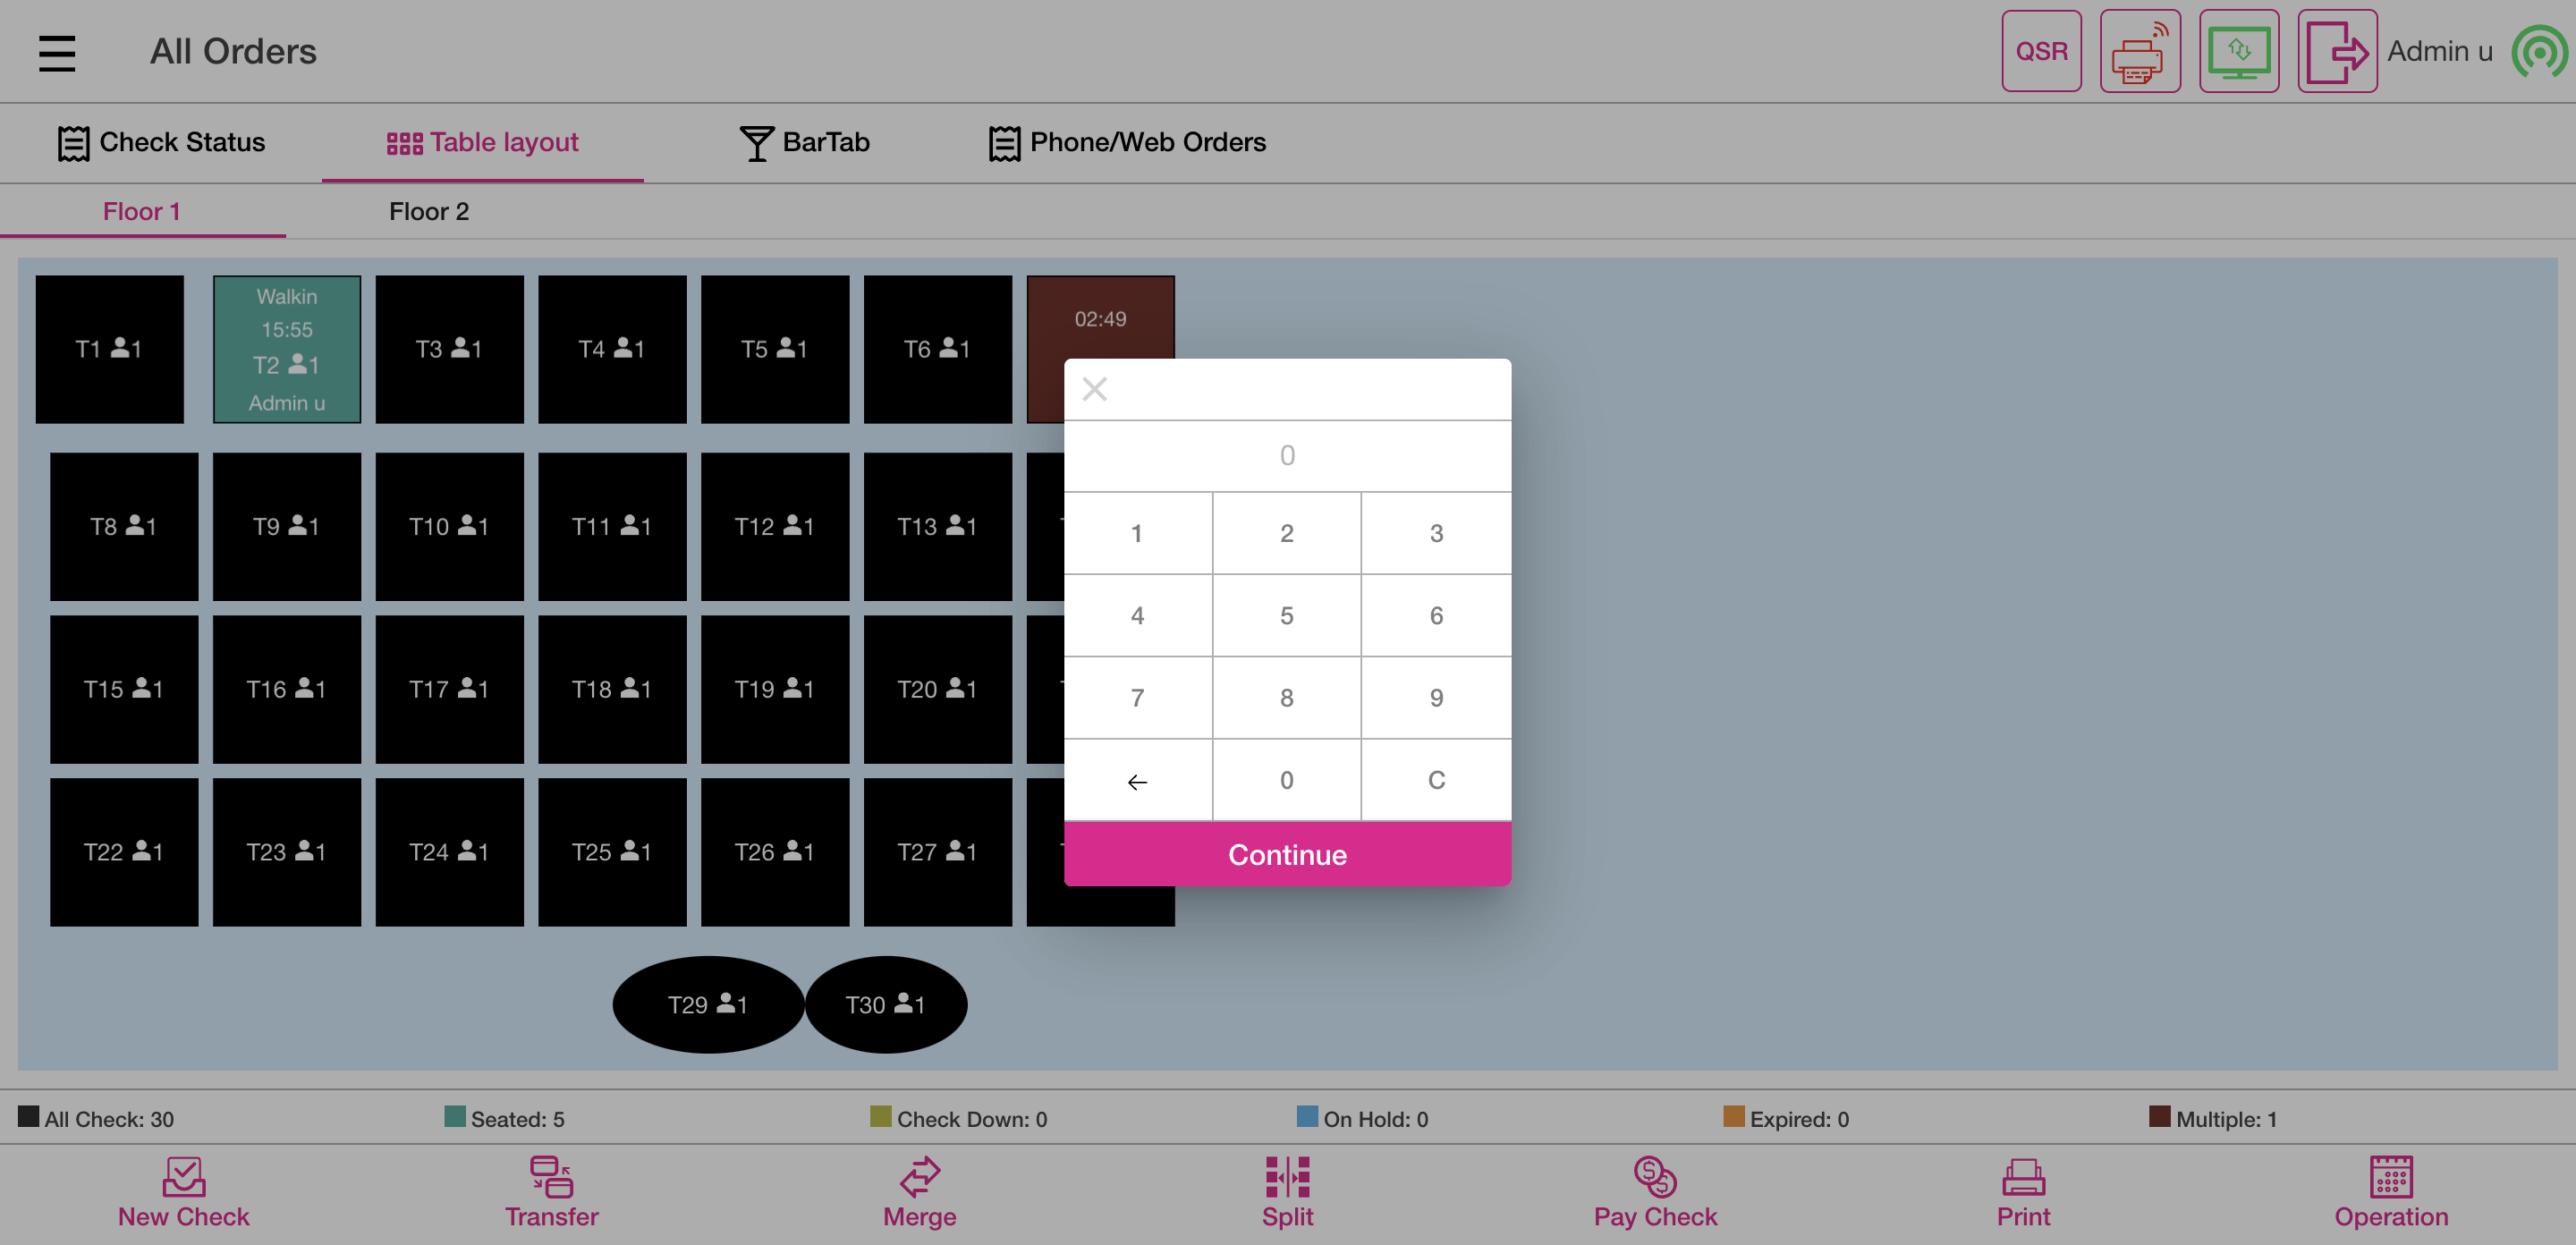 All Orders
QSR
Admin u
Check Status
Table layout
BarTab
Phone/Web Orders
Floor 1
Floor 2
T1 1
Walkin
15:55
T2 1
Admin u
T3 1
T4 1
T5 1
T6 1
02:49
T8 1
T9 1
T10 1
T11 1
T12 1
T13 1
T15 1
T16 1
T17 1
T18 1
T19 1
T20 1
T22 1
T23 1
T24 1
T25 1
T26 1
T27 1
T29 1
T30 1
0
1 2 3
4 5 6
7 8 9
← 0 C
Continue
All Check: 30
Seated: 5
Check Down: 0
On Hold: 0
Expired: 0
Multiple: 1
New Check
Transfer
Merge
Split
Pay Check
Print
Operation